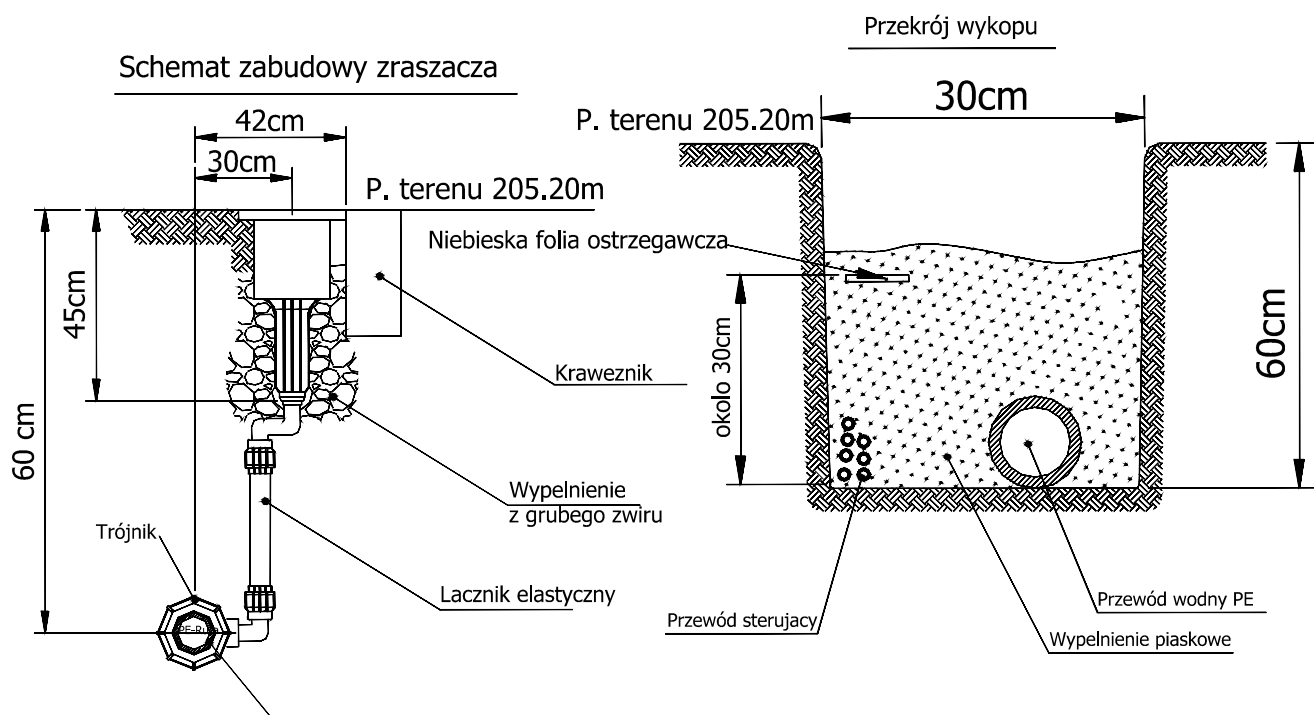 Schemat zabudowy zraszacza
42cm
30cm
P. terenu 205.20m
45cm
60 cm
Kraweznik
Wypelnienie
z grubego zwiru
Trójnik
Lacznik elastyczny
Przekrój wykopu
30cm
P. terenu 205.20m
Niebieska folia ostrzegawcza
około 30cm
60cm
Przewód sterujacy
Przewód wodny PE
Wypelnienie piaskowe